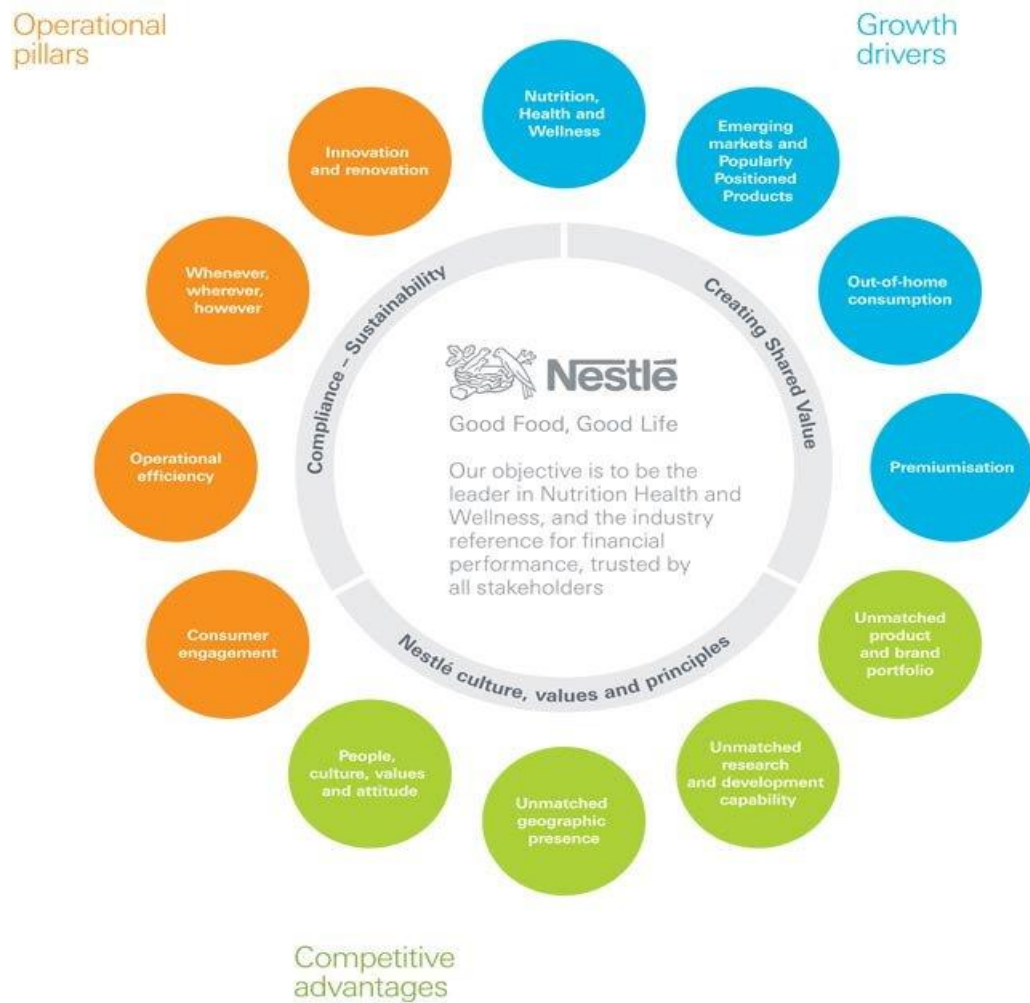 Operational
pillars
Growth
drivers
Nutrition,
Health and
Wellness
Emerging
markets and
Popularly
Positioned
Products
Out-of-home
consumption
Premiumisation
Unmatched
product
and brand
portfolio
Unmatched
research
and development
capability
Unmatched
geographic
presence
People,
culture, values
and attitude
Consumer
engagement
Operational
efficiency
Whenever,
wherever,
however
Innovation
and renovation
Compliance – Sustainability
Creating Shared Value
Nestlé culture, values and principles
Nestlé
Good Food, Good Life
Our objective is to be the
leader in Nutrition Health and
Wellness, and the industry
reference for financial
performance, trusted by
all stakeholders
Competitive
advantages